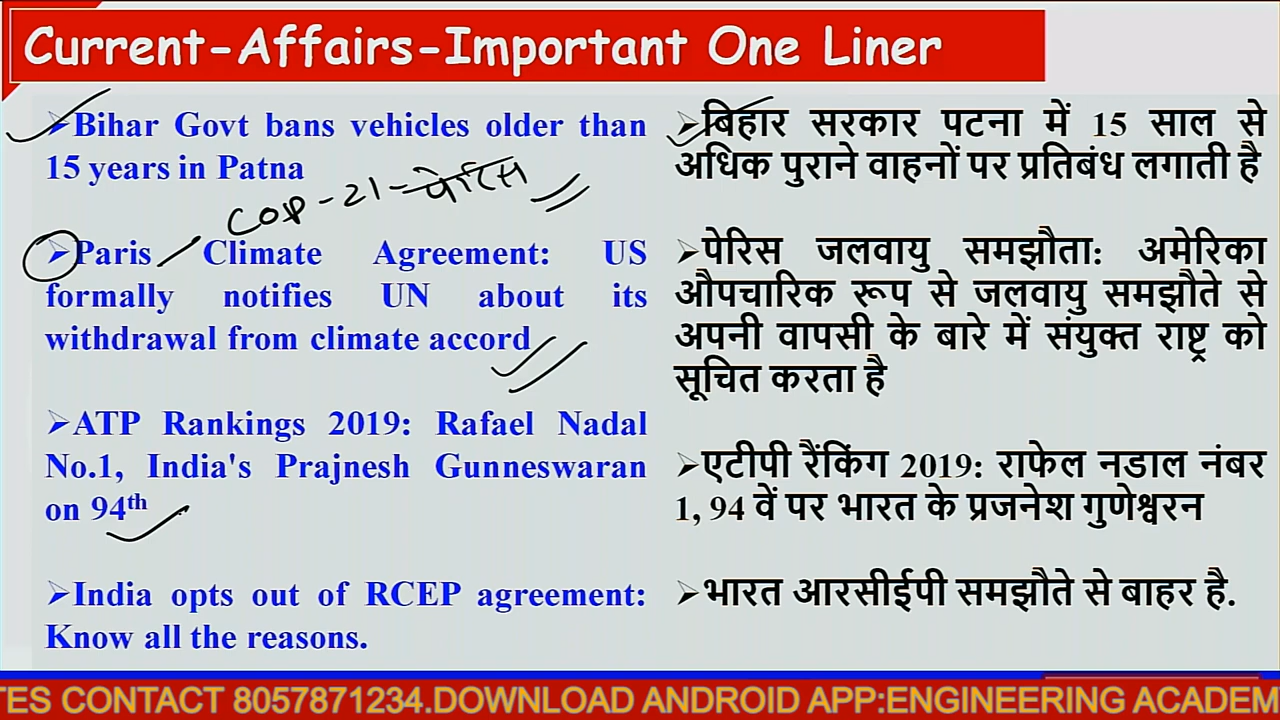 Current-Affairs-Important One Liner
➢Bihar Govt bans vehicles older than
15 years in Patna
COP-21-पेरिस
➢Paris Climate Agreement: US
formally notifies UN about its
withdrawal from climate accord
➢ATP Rankings 2019: Rafael Nadal
No.1, India's Prajnesh Gunneswaran
on 94th
➢India opts out of RCEP agreement:
Know all the reasons.
➢बिहार सरकार पटना में 15 साल से
अधिक पुराने वाहनों पर प्रतिबंध लगाती है
➢पेरिस जलवायु समझौता: अमेरिका
औपचारिक रूप से जलवायु समझौते से
अपनी वापसी के बारे में संयुक्त राष्ट्र को
सूचित करता है
➢एटीपी रैंकिंग 2019: राफेल नडाल नंबर
1, 94 वें पर भारत के प्रजनेश गुणेश्वरन
➢भारत आरसीईपी समझौते से बाहर है.
TES CONTACT 8057871234.DOWNLOAD ANDROID APP:ENGINEERING ACADEM